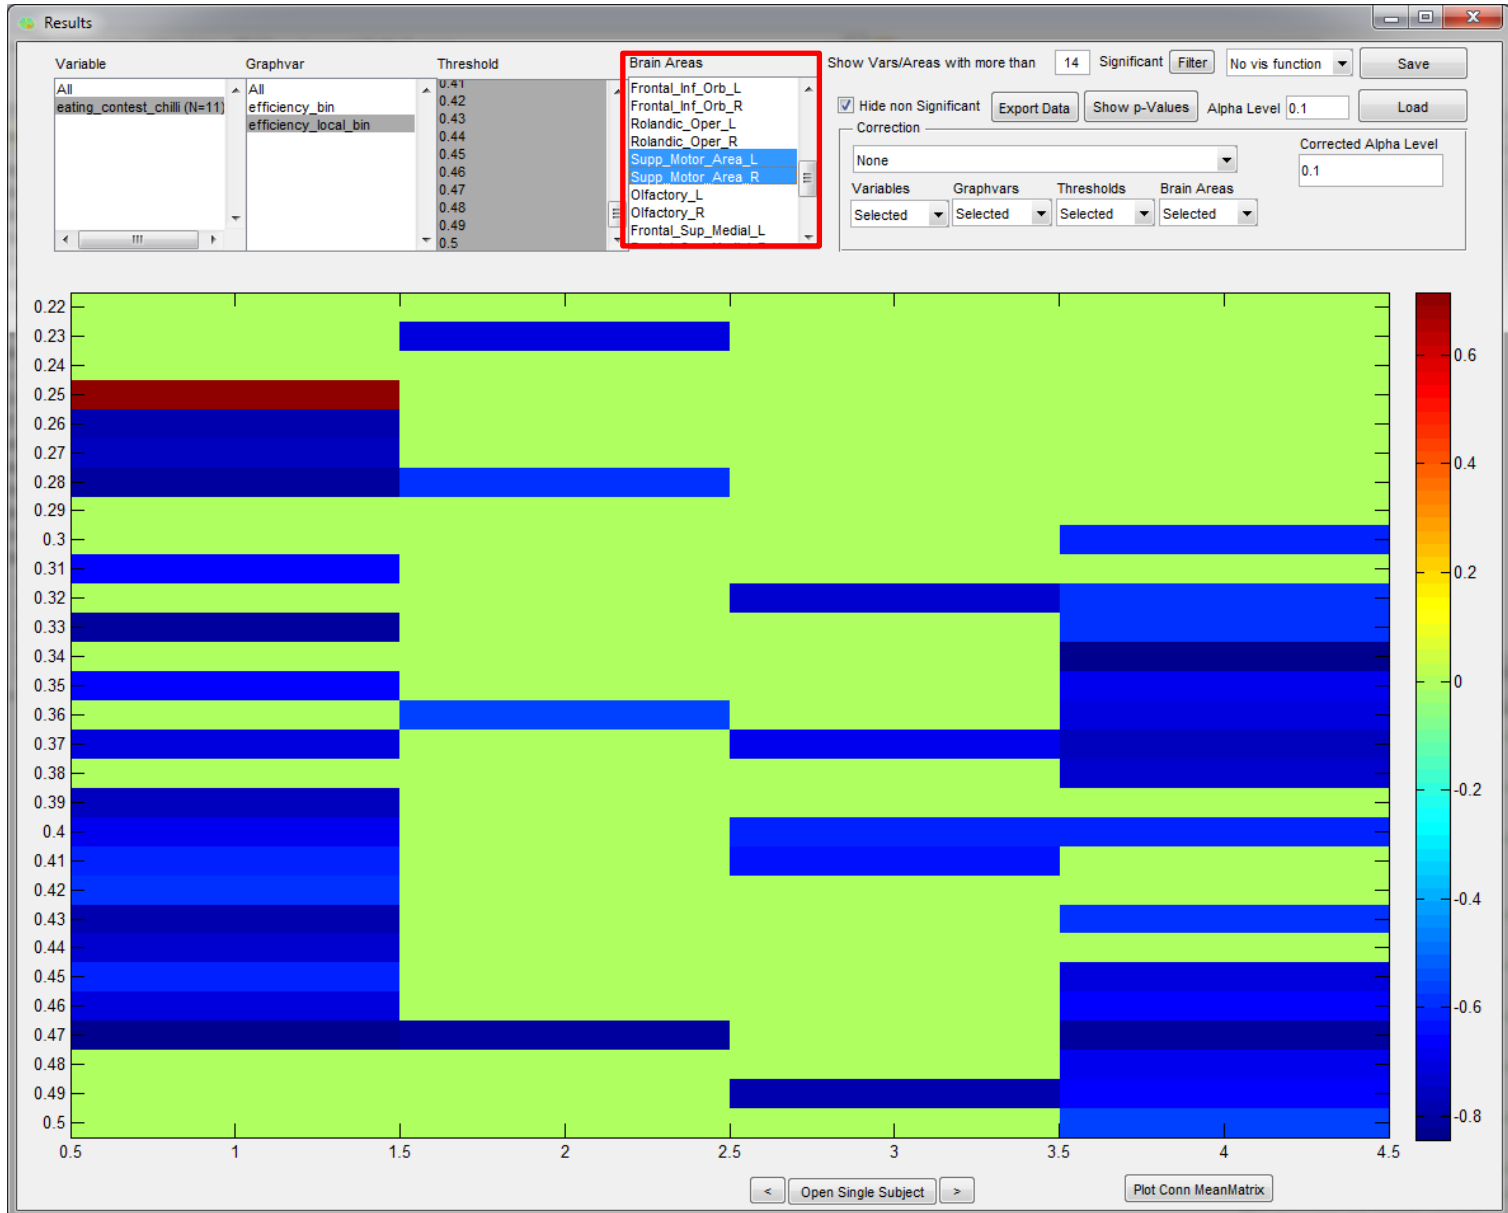 Results
Variable
All
eating_contest_chilli (N=11)
Graphvar
All
efficiency_bin
efficiency_local_bin
Threshold
0.41
0.42
0.43
0.44
0.45
0.46
0.47
0.48
0.49
0.5
Brain Areas
Frontal_Inf_Orb_L
Frontal_Inf_Orb_R
Rolandic_Oper_L
Rolandic_Oper_R
Supp_Motor_Area_L
Supp_Motor_Area_R
Olfactory_L
Olfactory_R
Frontal_Sup_Medial_L
Show Vars/Areas with more than 14 Significant Filter No vis function Save
Hide non Significant Export Data Show p-Values Alpha Level 0.1 Load
Correction
None
Corrected Alpha Level
0.1
Variables Graphvars Thresholds Brain Areas
Selected Selected Selected Selected
0.22
0.23
0.24
0.25
0.26
0.27
0.28
0.29
0.3
0.31
0.32
0.33
0.34
0.35
0.36
0.37
0.38
0.39
0.4
0.41
0.42
0.43
0.44
0.45
0.46
0.47
0.48
0.49
0.5
0.5 1 1.5 2 2.5 3 3.5 4 4.5
0.6
0.4
0.2
0
-0.2
-0.4
-0.6
-0.8
< Open Single Subject > Plot Conn MeanMatrix